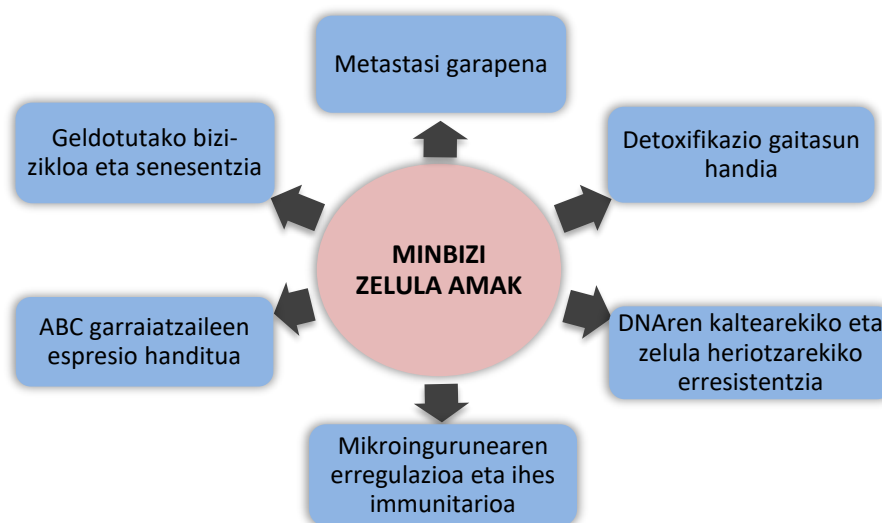 Metastasi garapena
Geldotutako bizi-
zikloa eta senesentzia
Detoxifikazio gaitasun
handia
MINBIZI
ZELULA AMAK
ABC garraiatzaileen
espresio handitua
DNAren kaltearekiko eta
zelula heriotzarekiko
erresistentzia
Mikroingurunearen
erregulazioa eta ihes
immunitarioa